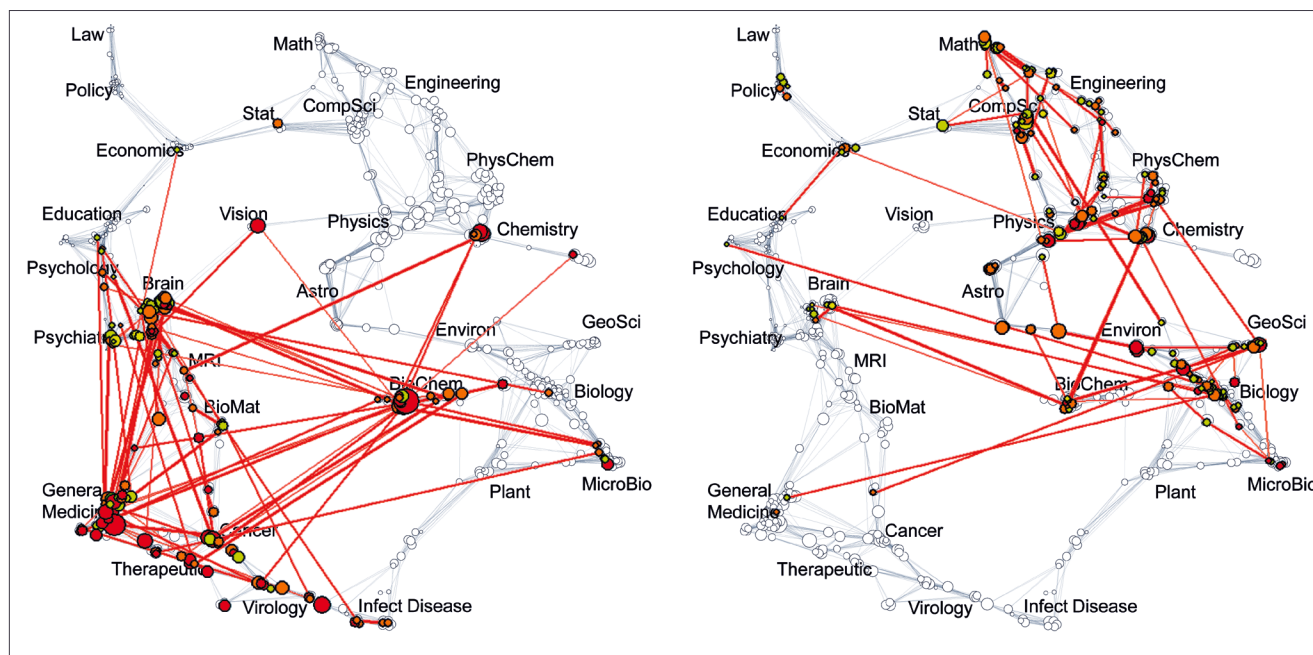 Law
Math
Engineering
Policy
Stat
CompSci
Economics
PhysChem
Education
Vision
Physics
Chemistry
Psychology
Brain
Astro
Psychiatry
MRI
Environ
GeoSci
BioChem
Biology
BioMat
General
Medicine
Plant
MicroBio
Cancer
Therapeutic
Virology
Infect Disease
Law
Math
Engineering
Policy
Stat
CompSci
Economics
PhysChem
Education
Vision
Physics
Chemistry
Psychology
Brain
Astro
Psychiatry
MRI
Environ
GeoSci
BioChem
Biology
BioMat
General
Medicine
Plant
MicroBio
Cancer
Therapeutic
Virology
Infect Disease